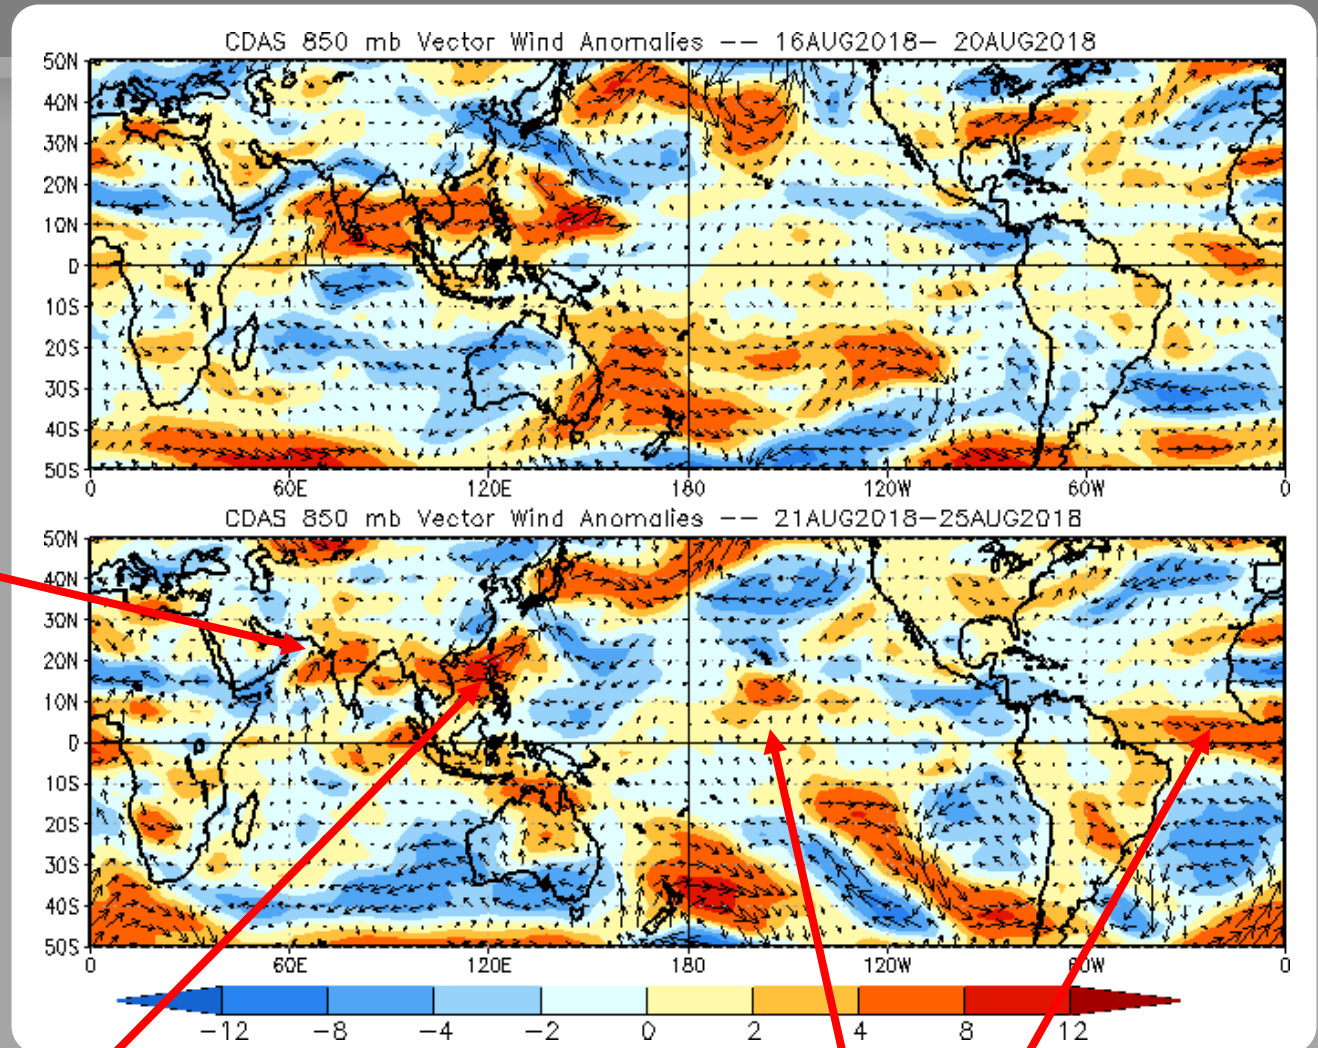 CDAS 850 mb Vector Wind Anomalies -- 16AUG2018- 20AUG2018
50N
40N
30N
20N
10N
0
10S
20S
30S
40S
50S
0 60E 120E 180 120W 60W 0
CDAS 850 mb Vector Wind Anomalies -- 21AUG2018-25AUG2018
50N
40N
30N
20N
10N
0
10S
20S
30S
40S
50S
0 60E 120E 180 120W 60W 0
-12 -8 -4 -2 0 2 4 8 12